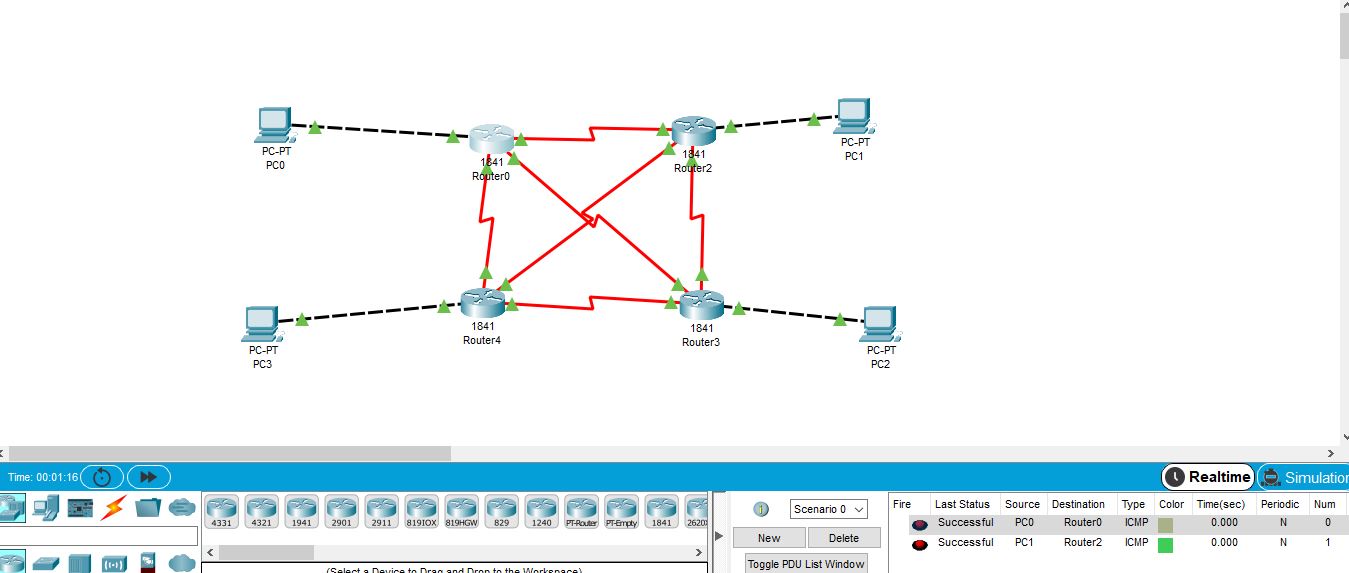 PC-PT
PC0
1841
Router0
1841
Router2
PC-PT
PC1
PC-PT
PC3
1841
Router4
1841
Router3
PC-PT
PC2
Time: 00:01:16
Realtime
Simulation
4331
4321
1941
2901
2911
819IOX
819HGW
829
1240
PT-Router
PT-Empty
1841
2620X
(Select a Device to Drag and Drop to the Workspace)
Scenario 0
New
Delete
Toggle PDU List Window
Fire Last Status Source Destination Type Color Time(sec) Periodic Num
Successful PC0 Router0 ICMP 0.000 N 0
Successful PC1 Router2 ICMP 0.000 N 1